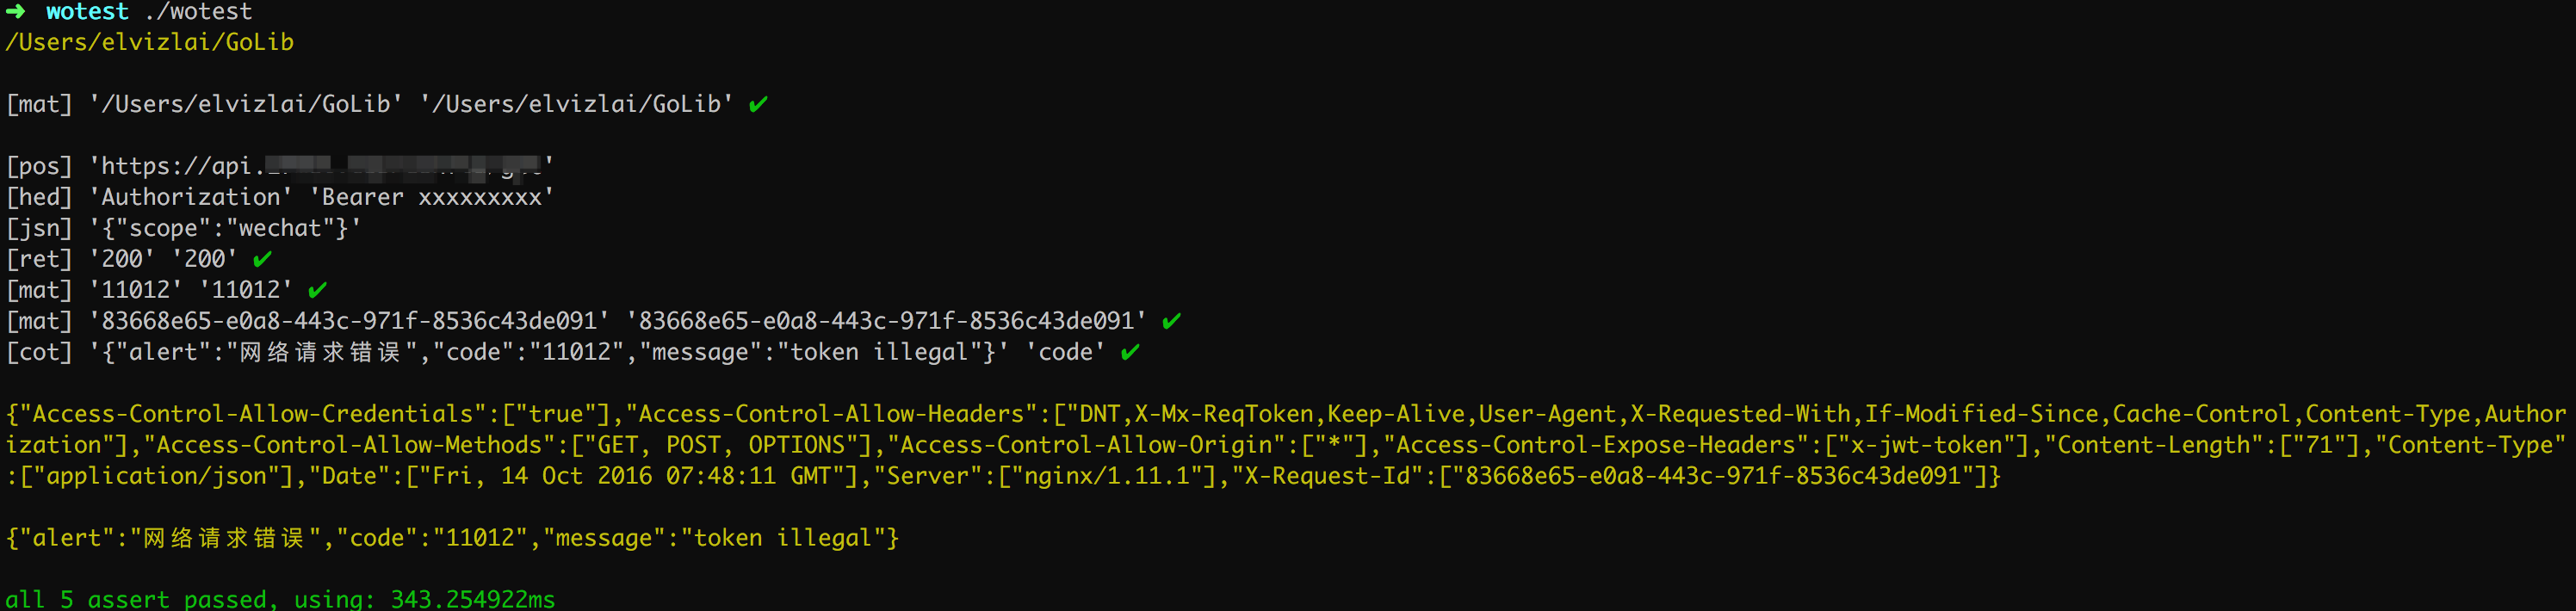 ➜ wotest ./wotest
/Users/elvizlai/GoLib
[mat] '/Users/elvizlai/GoLib' '/Users/elvizlai/GoLib' ✔
[pos] 'https://api.'
[hed] 'Authorization' 'Bearer xxxxxxxxx'
[jsn] '{"scope":"wechat"}'
[ret] '200' '200' ✔
[mat] '11012' '11012' ✔
[mat] '83668e65-e0a8-443c-971f-8536c43de091' '83668e65-e0a8-443c-971f-8536c43de091' ✔
[cot] '{"alert":"网络请求错误","code":"11012","message":"token illegal"}' 'code' ✔
{"Access-Control-Allow-Credentials":["true"],"Access-Control-Allow-Headers":["DNT,X-Mx-ReqToken,Keep-Alive,User-Agent,X-Requested-With,If-Modified-Since,Cache-Control,Content-Type,Author
ization"],"Access-Control-Allow-Methods":["GET, POST, OPTIONS"],"Access-Control-Allow-Origin":["*"],"Access-Control-Expose-Headers":["x-jwt-token"],"Content-Length":["71"],"Content-Type"
:["application/json"],"Date":["Fri, 14 Oct 2016 07:48:11 GMT"],"Server":["nginx/1.11.1"],"X-Request-Id":["83668e65-e0a8-443c-971f-8536c43de091"]}
{"alert":"网络请求错误","code":"11012","message":"token illegal"}
all 5 assert passed, using: 343.254922ms